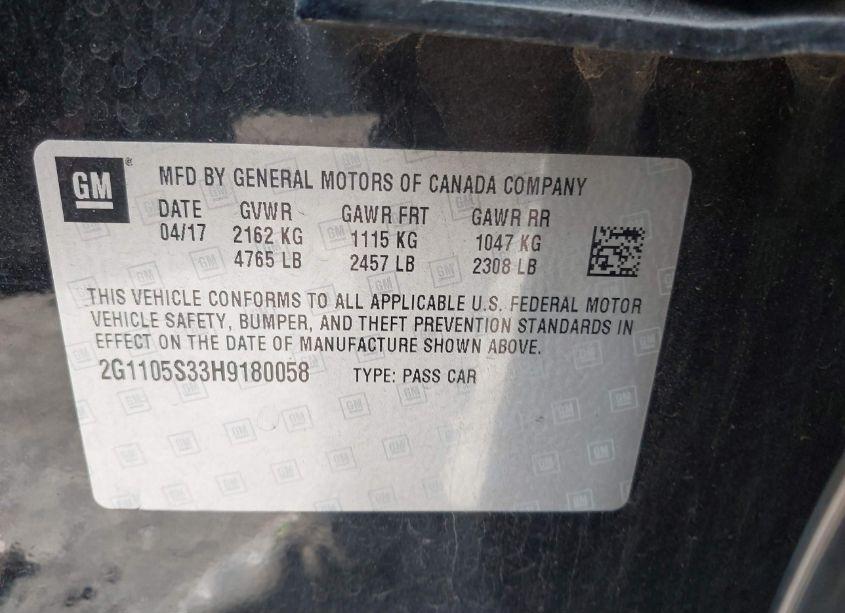 GM
MFD BY GENERAL MOTORS OF CANADA COMPANY
DATE GVWR GAWR FRT GAWR RR
04/17 2162 KG 1115 KG 1047 KG
4765 LB 2457 LB 2308 LB
THIS VEHICLE CONFORMS TO ALL APPLICABLE U.S. FEDERAL MOTOR
VEHICLE SAFETY, BUMPER, AND THEFT PREVENTION STANDARDS IN
EFFECT ON THE DATE OF MANUFACTURE SHOWN ABOVE.
2G1105S33H9180058 TYPE: PASS CAR